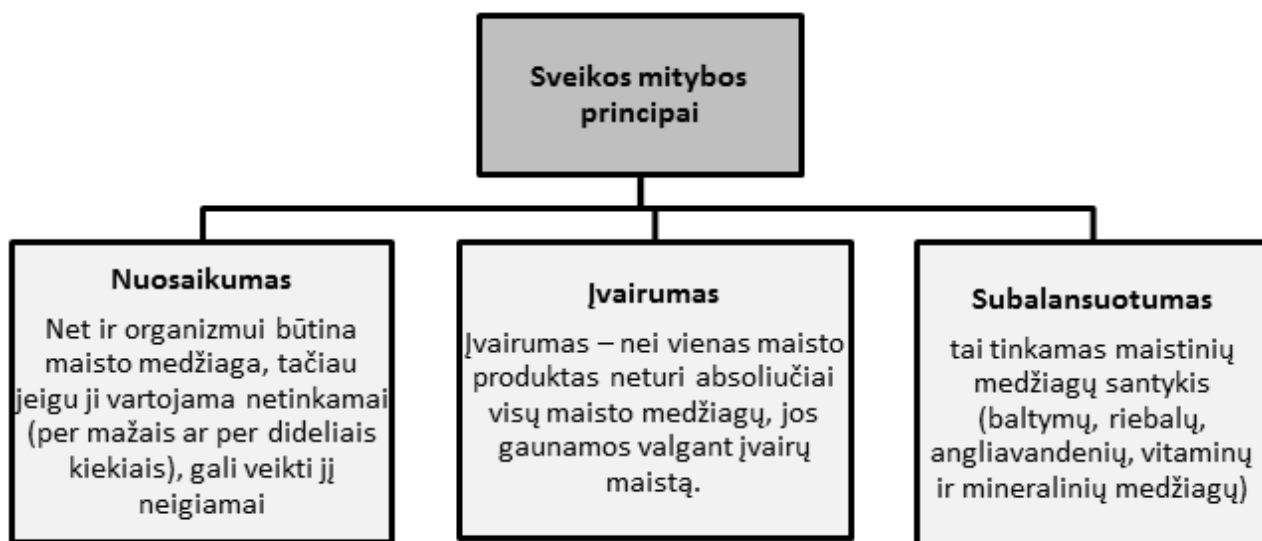 Sveikos mitybos
principai
Nuosaikumas
Net ir organizmui būtina
maisto medžiaga, tačiau
jeigu ji vartojama netinkamai
(per mažais ar per dideliais
kiekiais), gali veikti jį
neigiamai
Įvairumas
Įvairumas – nei vienas maisto
produktas neturi absoliučiai
visų maisto medžiagų, jos
gaunamos valgant įvairų
maistą.
Subalansuotumas
tai tinkamas maistinių
medžiagų santykis
(baltymų, riebalų,
angliavandenių, vitaminų
ir mineralinių medžiagų)